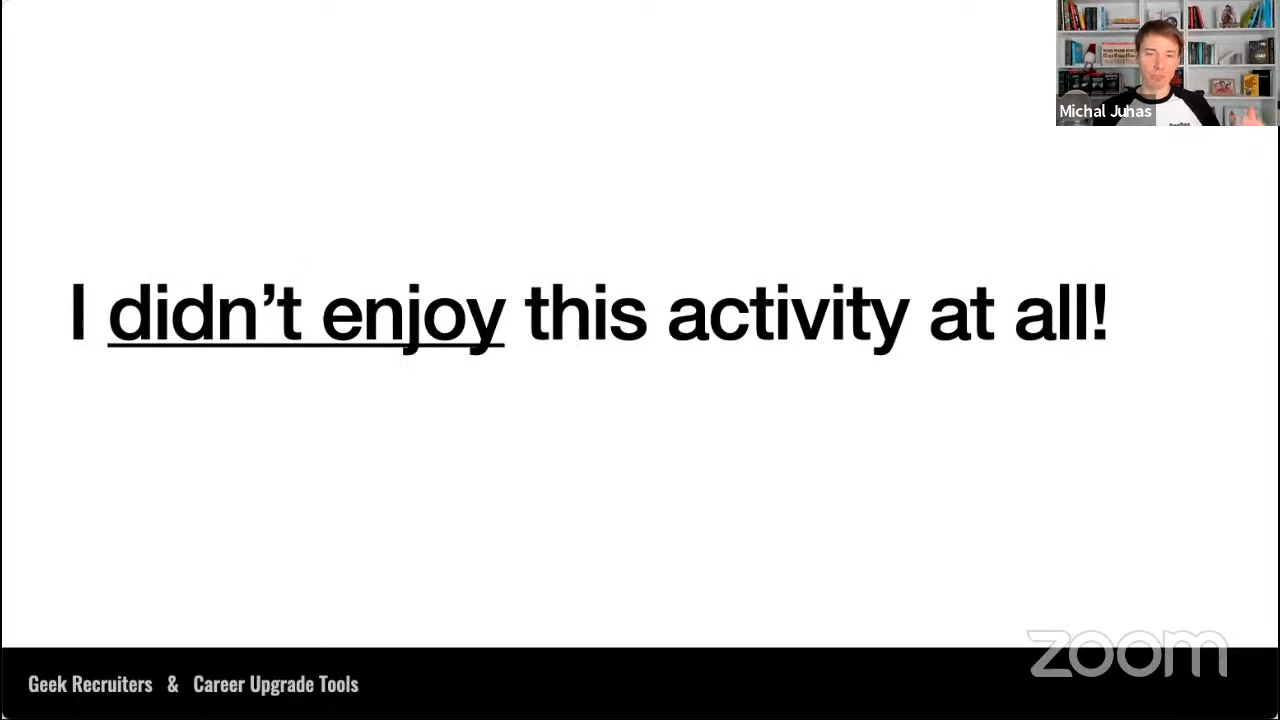 Michal Juhas
I didn’t enjoy this activity at all!
zoom
Geek Recruiters & Career Upgrade Tools